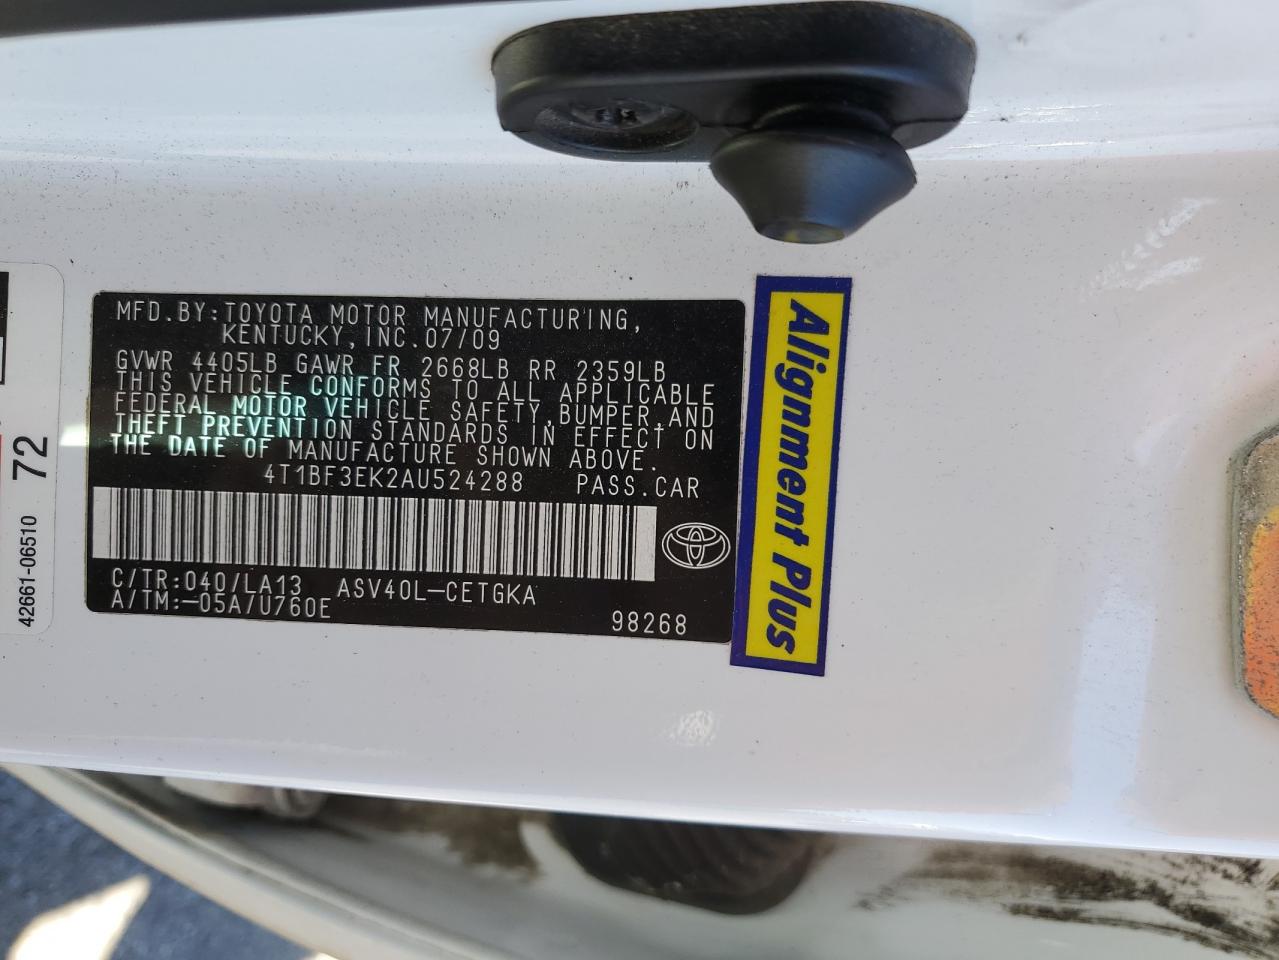 MFD.BY:TOYOTA MOTOR MANUFACTURING,
KENTUCKY,INC.07/09
GVWR 4405LB GAWR FR 2668LB RR 2359LB
THIS VEHICLE CONFORMS TO ALL APPLICABLE
FEDERAL MOTOR VEHICLE SAFETY,BUMPER,AND
THEFT PREVENTION STANDARDS IN EFFECT ON
THE DATE OF MANUFACTURE SHOWN ABOVE.
4T1BF3EK2AU524288 PASS.CAR
C/TR:040/LA13 ASV40L-CETGKA
A/TM:-05A/U760E
98268
Alignment Plus
72
42661-06510